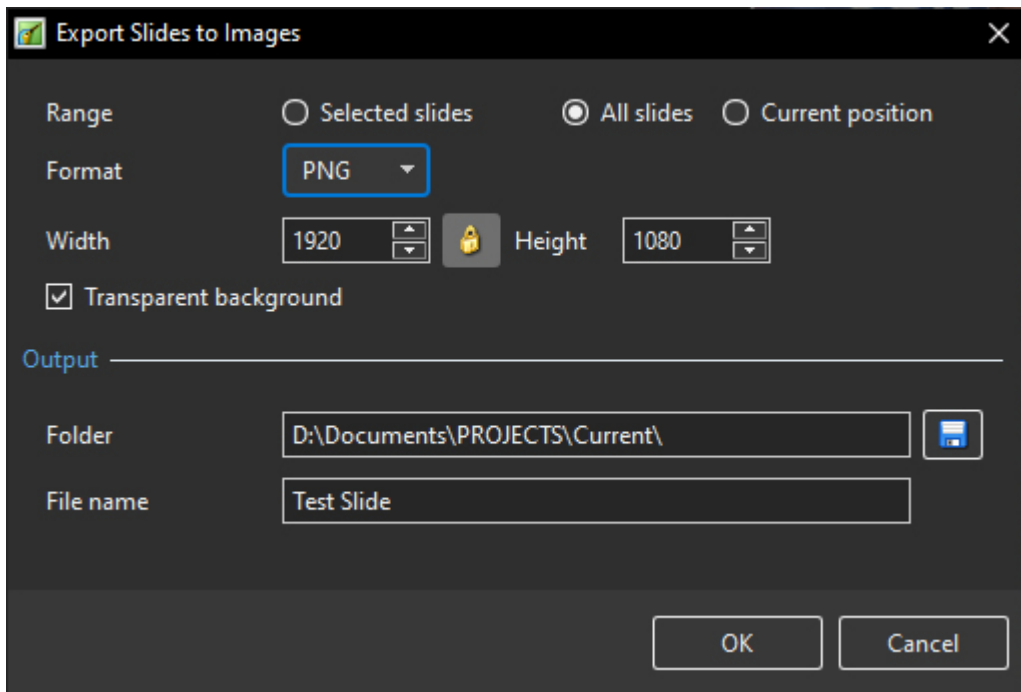 Export Slides to Images
Range Selected slides All slides Current position
Format PNG
Width 1920 Height 1080
Transparent background
Output
Folder D:\Documents\PROJECTS\Current\
File name Test Slide
OK Cancel